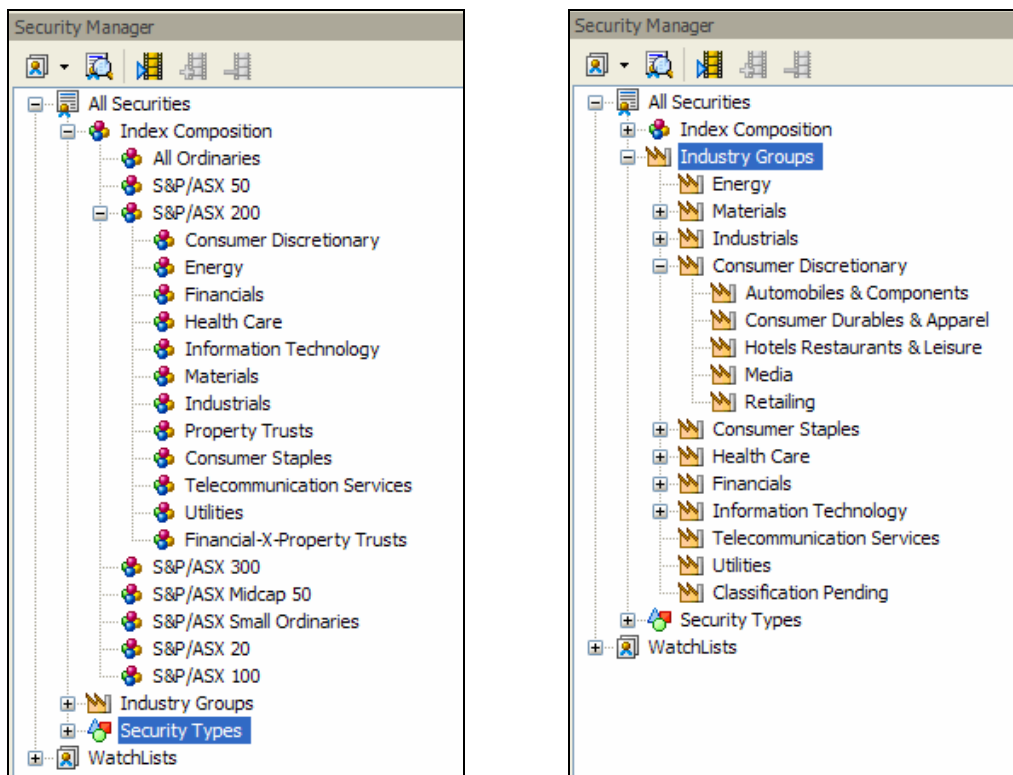 Security Manager
All Securities
Index Composition
All Ordinaries
S&P/ASX 50
S&P/ASX 200
Consumer Discretionary
Energy
Financials
Health Care
Information Technology
Materials
Industrials
Property Trusts
Consumer Staples
Telecommunication Services
Utilities
Financial-X-Property Trusts
S&P/ASX 300
S&P/ASX Midcap 50
S&P/ASX Small Ordinaries
S&P/ASX 20
S&P/ASX 100
Industry Groups
Security Types
WatchLists
Security Manager
All Securities
Index Composition
Industry Groups
Energy
Materials
Industrials
Consumer Discretionary
Automobiles & Components
Consumer Durables & Apparel
Hotels Restaurants & Leisure
Media
Retailing
Consumer Staples
Health Care
Financials
Information Technology
Telecommunication Services
Utilities
Classification Pending
Security Types
WatchLists